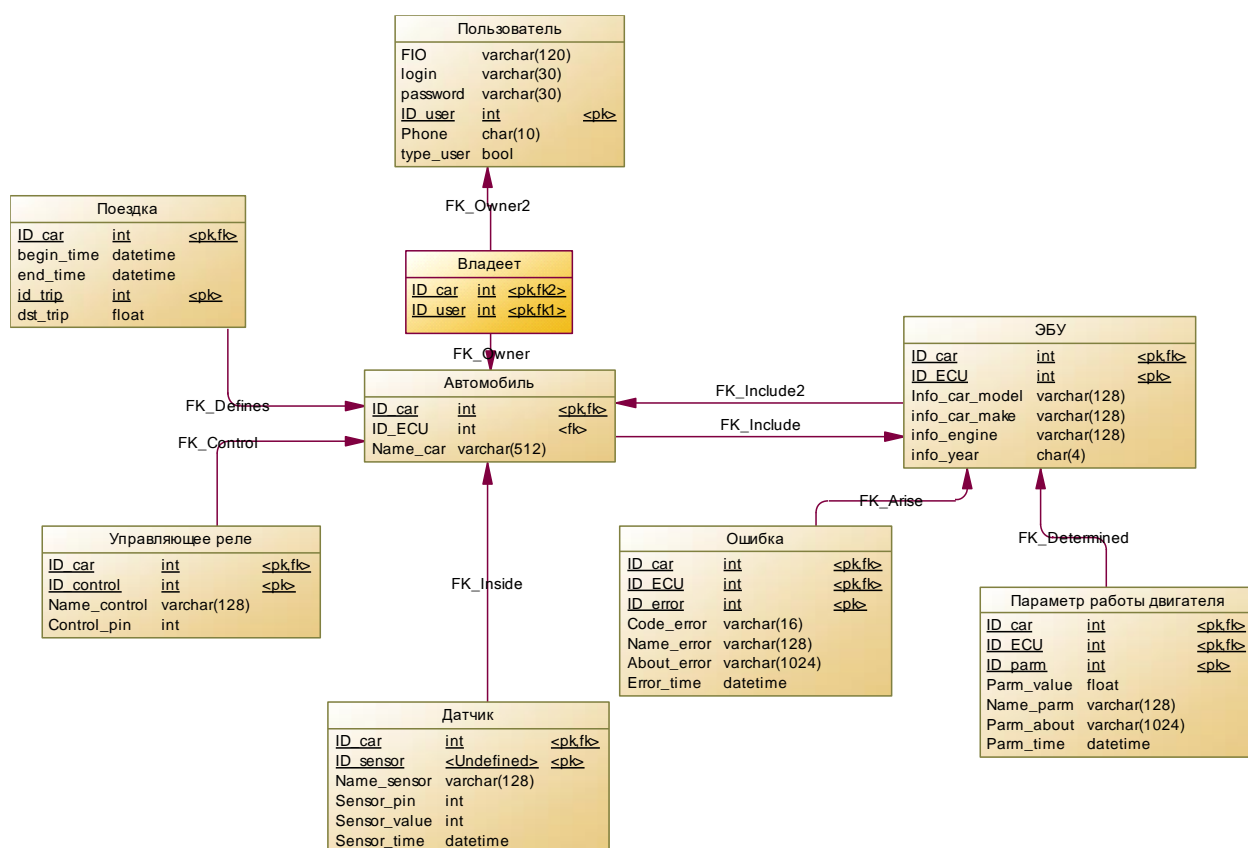 Пользователь
FIO varchar(120)
login varchar(30)
password varchar(30)
ID_user int <pk>
Phone char(10)
type_user bool
FK_Owner2
Поездка
ID_car int <pk,fk>
begin_time datetime
end_time datetime
id_trip int <pk>
dst_trip float
Владеет
ID_car int <pk,fk2>
ID_user int <pk,fk1>
FK_Owner
ЭБУ
ID_car int <pk,fk>
ID_ECU int <pk>
Info_car_model varchar(128)
info_car_make varchar(128)
info_engine varchar(128)
info_year char(4)
Автомобиль
ID_car int <pk,fk>
ID_ECU int <fk>
Name_car varchar(512)
FK_Defines
FK_Control
FK_Include2
FK_Include
FK_Arise
FK_Determined
FK_Inside
Управляющее реле
ID_car int <pk,fk>
ID_control int <pk>
Name_control varchar(128)
Control_pin int
Ошибка
ID_car int <pk,fk>
ID_ECU int <pk,fk>
ID_error int <pk>
Code_error varchar(16)
Name_error varchar(128)
About_error varchar(1024)
Error_time datetime
Параметр работы двигателя
ID_car int <pk,fk>
ID_ECU int <pk,fk>
ID_parm int <pk>
Parm_value float
Name_parm varchar(128)
Parm_about varchar(1024)
Parm_time datetime
Датчик
ID_car int <pk,fk>
ID_sensor <Undefined> <pk>
Name_sensor varchar(128)
Sensor_pin int
Sensor_value int
Sensor_time datetime